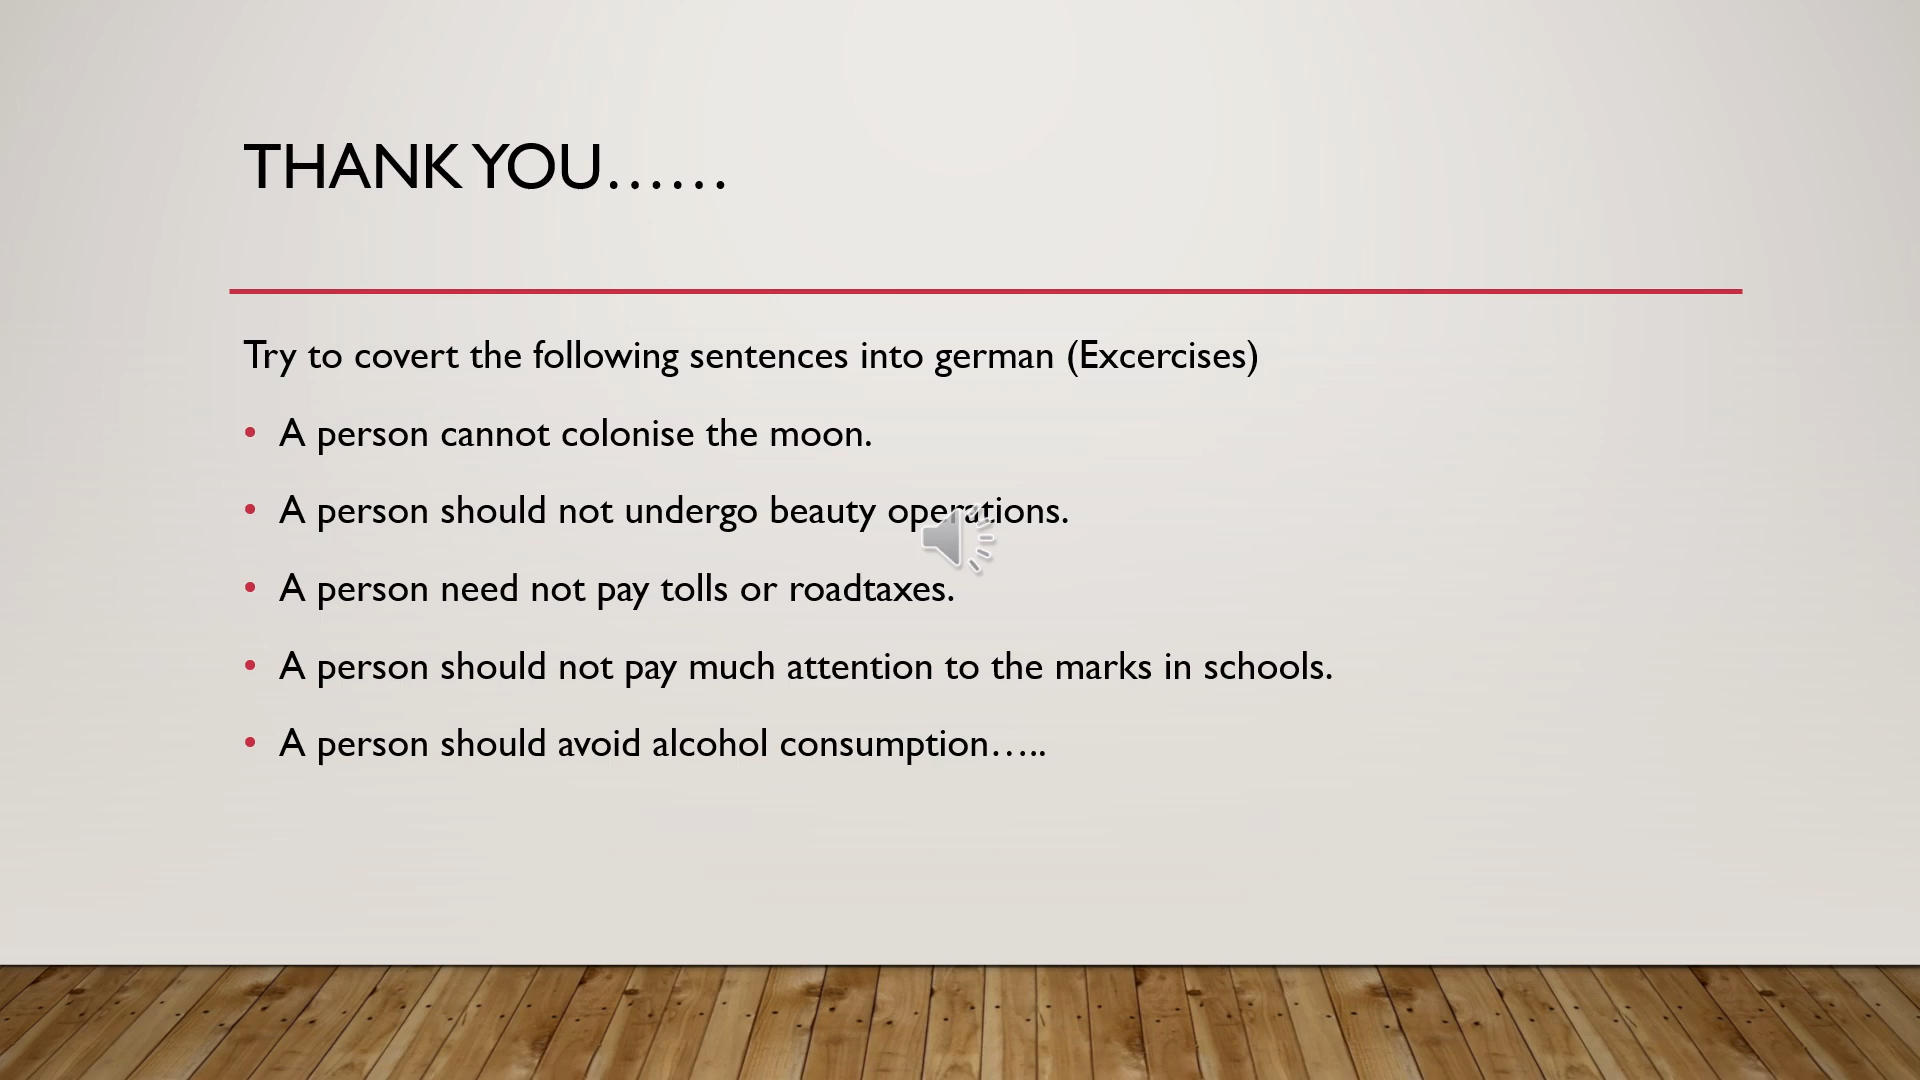 THANK YOU……
Try to covert the following sentences into german (Excercises)
• A person cannot colonise the moon.
• A person should not undergo beauty operations.
• A person need not pay tolls or roadtaxes.
• A person should not pay much attention to the marks in schools.
• A person should avoid alcohol consumption…..